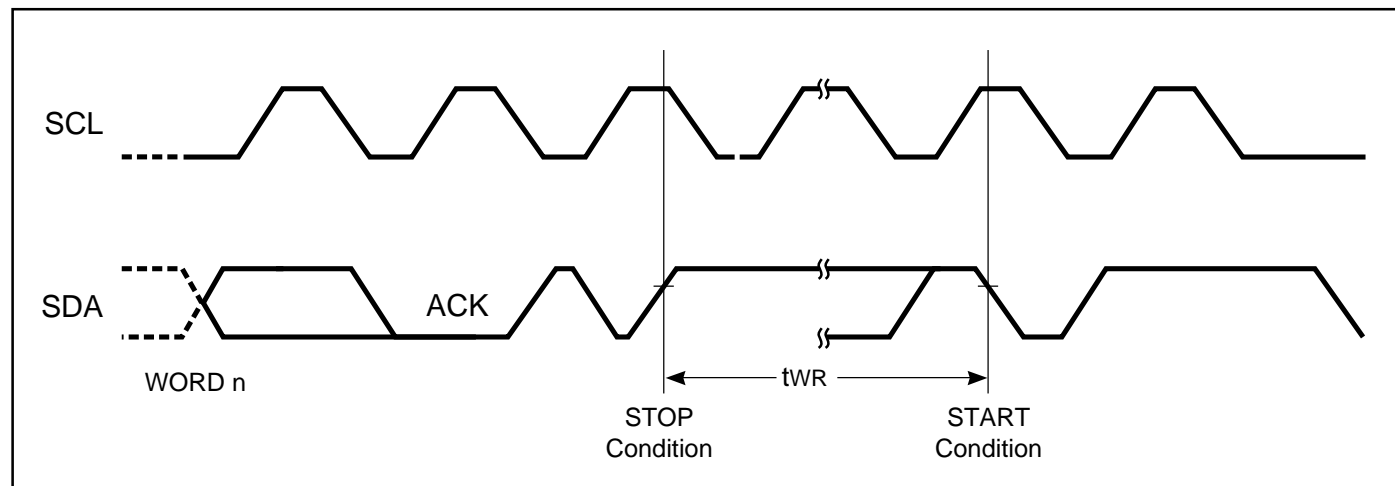 SCL
SDA
ACK
WORD n
tWR
STOP
Condition
START
Condition